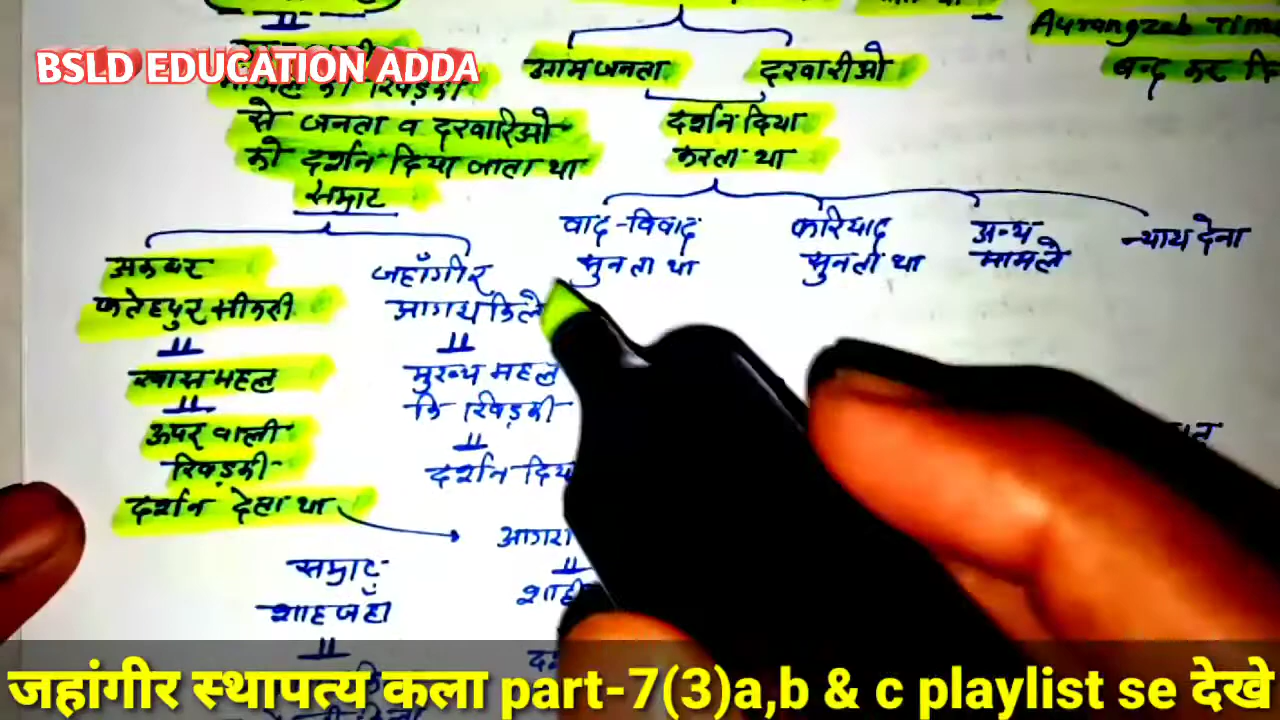 BSLD EDUCATION ADDA
से जनता व दरबारिओ
को दर्शन दिया जाता था
सम्राट
अकबर
फतेहपुर सीकरी
खास महल
ऊपर वाली
खिड़की
दर्शन देता था
जहाँगीर
आगरा किले
मुख्य महल
कि खिड़की
दर्शन दिया
आगरा
सम्राट
शाहजहाँ
आम जनता
दरबारीओ
दर्शन दिया
करता था
वाद-विवाद
सुनता था
फरियाद
सुनता था
अन्य
मामले
न्याय देना
Aurangzeb
बन्द कर
जहांगीर स्थापत्य कला part-7(3)a,b & c playlist se देखे